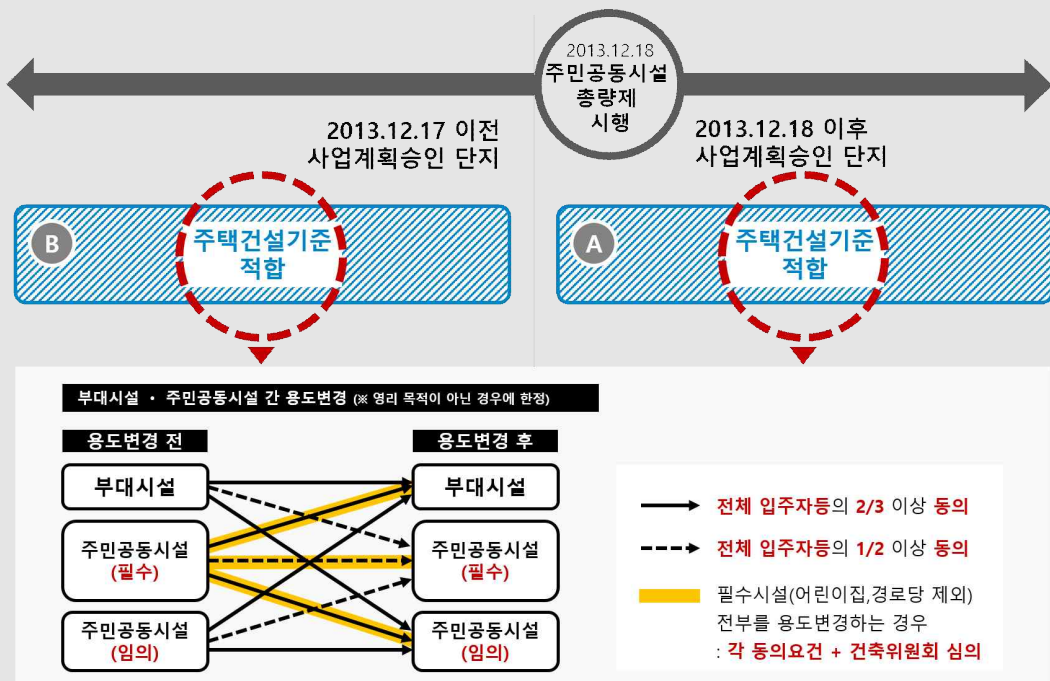 2013.12.18
주민공동시설
총량제
시행
2013.12.17 이전
사업계획승인 단지
2013.12.18 이후
사업계획승인 단지
B
주택건설기준
적합
A
주택건설기준
적합
부대시설 · 주민공동시설 간 용도변경 (※ 영리 목적이 아닌 경우에 한정)
용도변경 전
용도변경 후
부대시설
부대시설
주민공동시설
(필수)
주민공동시설
(필수)
주민공동시설
(임의)
주민공동시설
(임의)
전체 입주자등의 2/3 이상 동의
전체 입주자등의 1/2 이상 동의
필수시설(어린이집,경로당 제외)
전부를 용도변경하는 경우
: 각 동의요건 + 건축위원회 심의